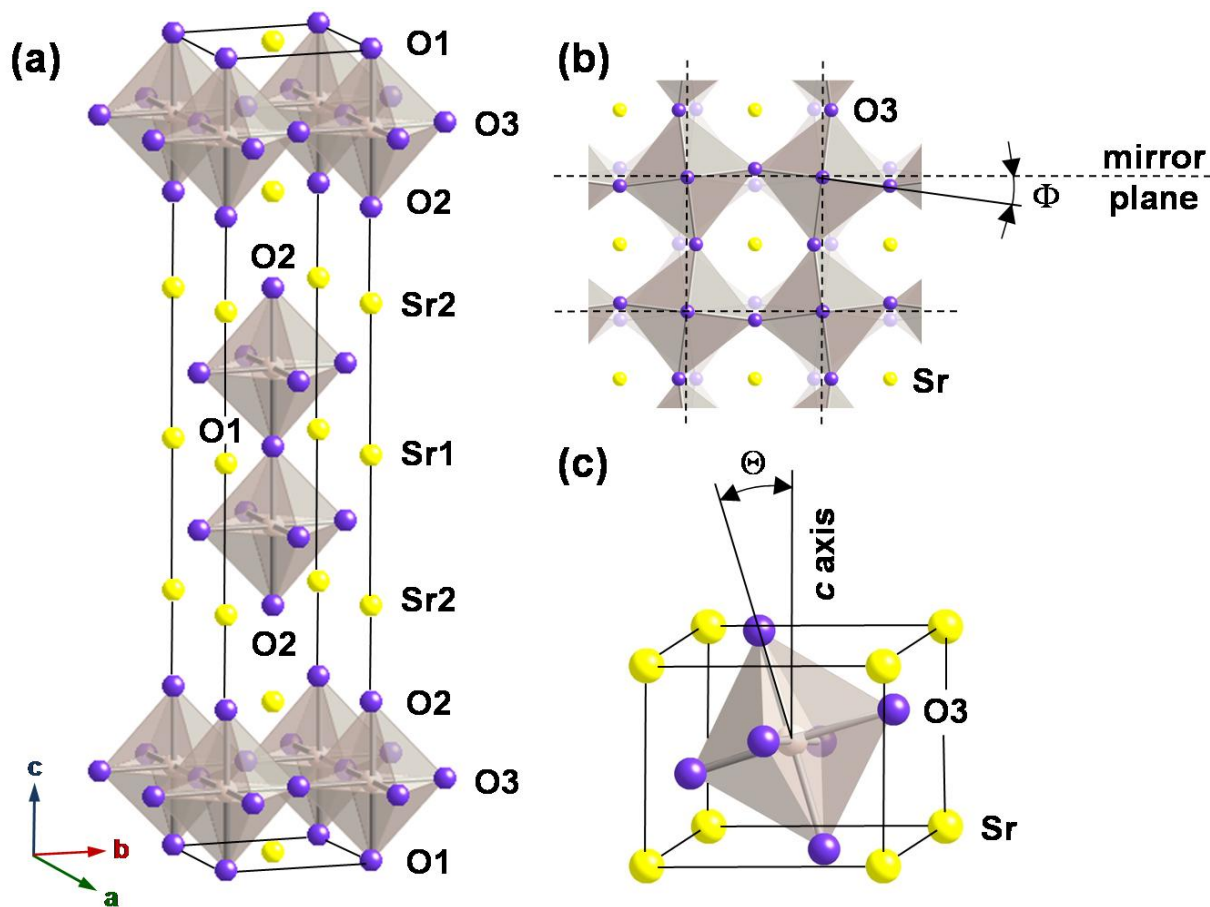 (a)
O1
O3
O2
O2
Sr2
O1
Sr1
Sr2
O2
O2
O3
O1
c
b
a
(b)
O3
mirror
plane
Φ
Sr
(c)
Θ
c axis
O3
Sr